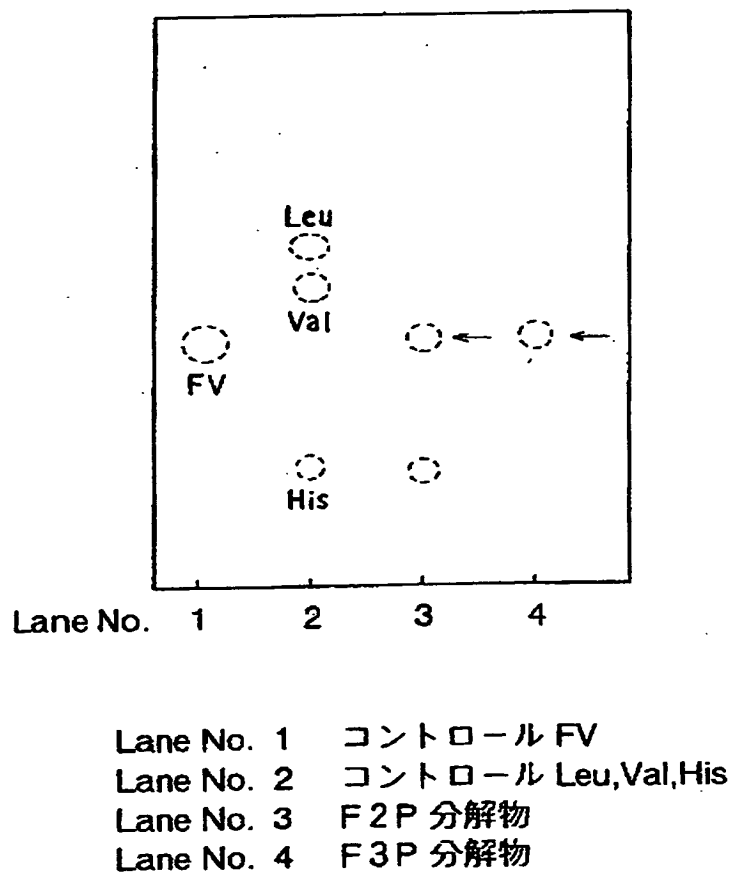 Leu
Val
FV
His
Lane No. 1 2 3 4
Lane No. 1 コントロール FV
Lane No. 2 コントロール Leu,Val,His
Lane No. 3 F2P 分解物
Lane No. 4 F3P 分解物